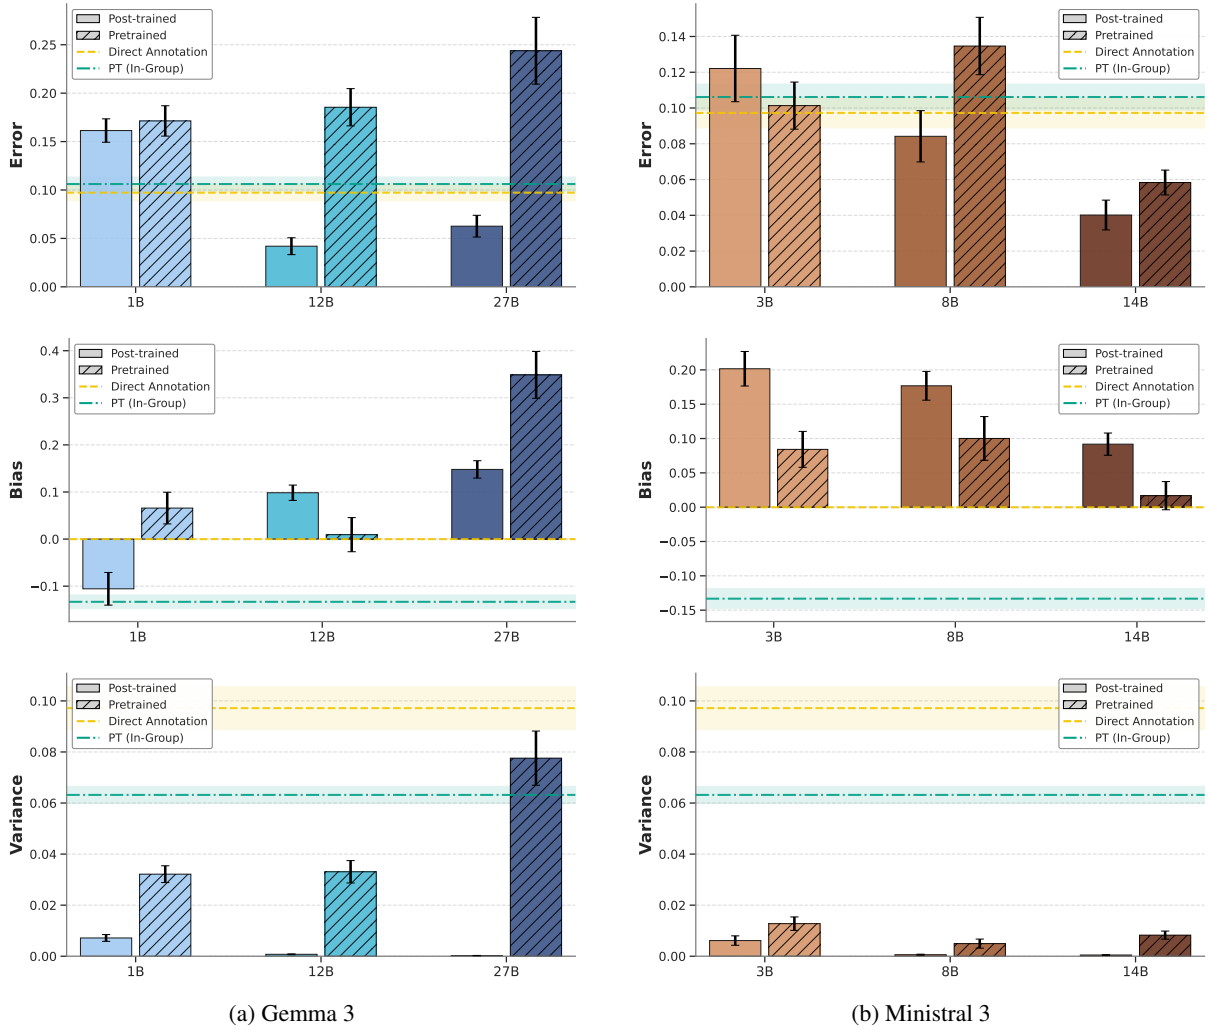 Error
0.25
0.20
0.15
0.10
0.05
0.00
Post-trained
Pretrained
Direct Annotation
PT (In-Group)
1B
12B
27B
Error
0.14
0.12
0.10
0.08
0.06
0.04
0.02
0.00
Post-trained
Pretrained
Direct Annotation
PT (In-Group)
3B
8B
14B
Bias
0.4
0.3
0.2
0.1
0.0
−0.1
Post-trained
Pretrained
Direct Annotation
PT (In-Group)
1B
12B
27B
Bias
0.20
0.15
0.10
0.05
0.00
−0.05
−0.10
−0.15
Post-trained
Pretrained
Direct Annotation
PT (In-Group)
3B
8B
14B
Variance
0.10
0.08
0.06
0.04
0.02
0.00
Post-trained
Pretrained
Direct Annotation
PT (In-Group)
1B
12B
27B
Variance
0.10
0.08
0.06
0.04
0.02
0.00
Post-trained
Pretrained
Direct Annotation
PT (In-Group)
3B
8B
14B
(a) Gemma 3
(b) Ministral 3